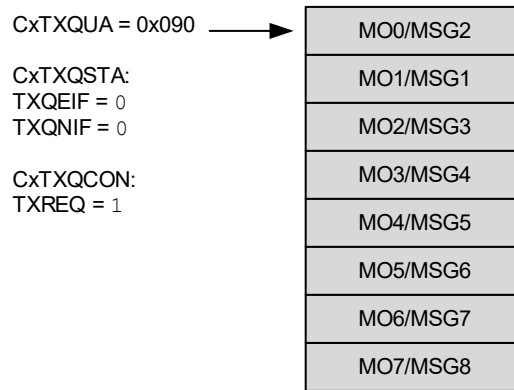 CxTXQUA = 0x090
CxTXQSTA:
TXQEIF = 0
TXQNIF = 0
CxTXQCON:
TXREQ = 1
MO0/MSG2
MO1/MSG1
MO2/MSG3
MO3/MSG4
MO4/MSG5
MO5/MSG6
MO6/MSG7
MO7/MSG8